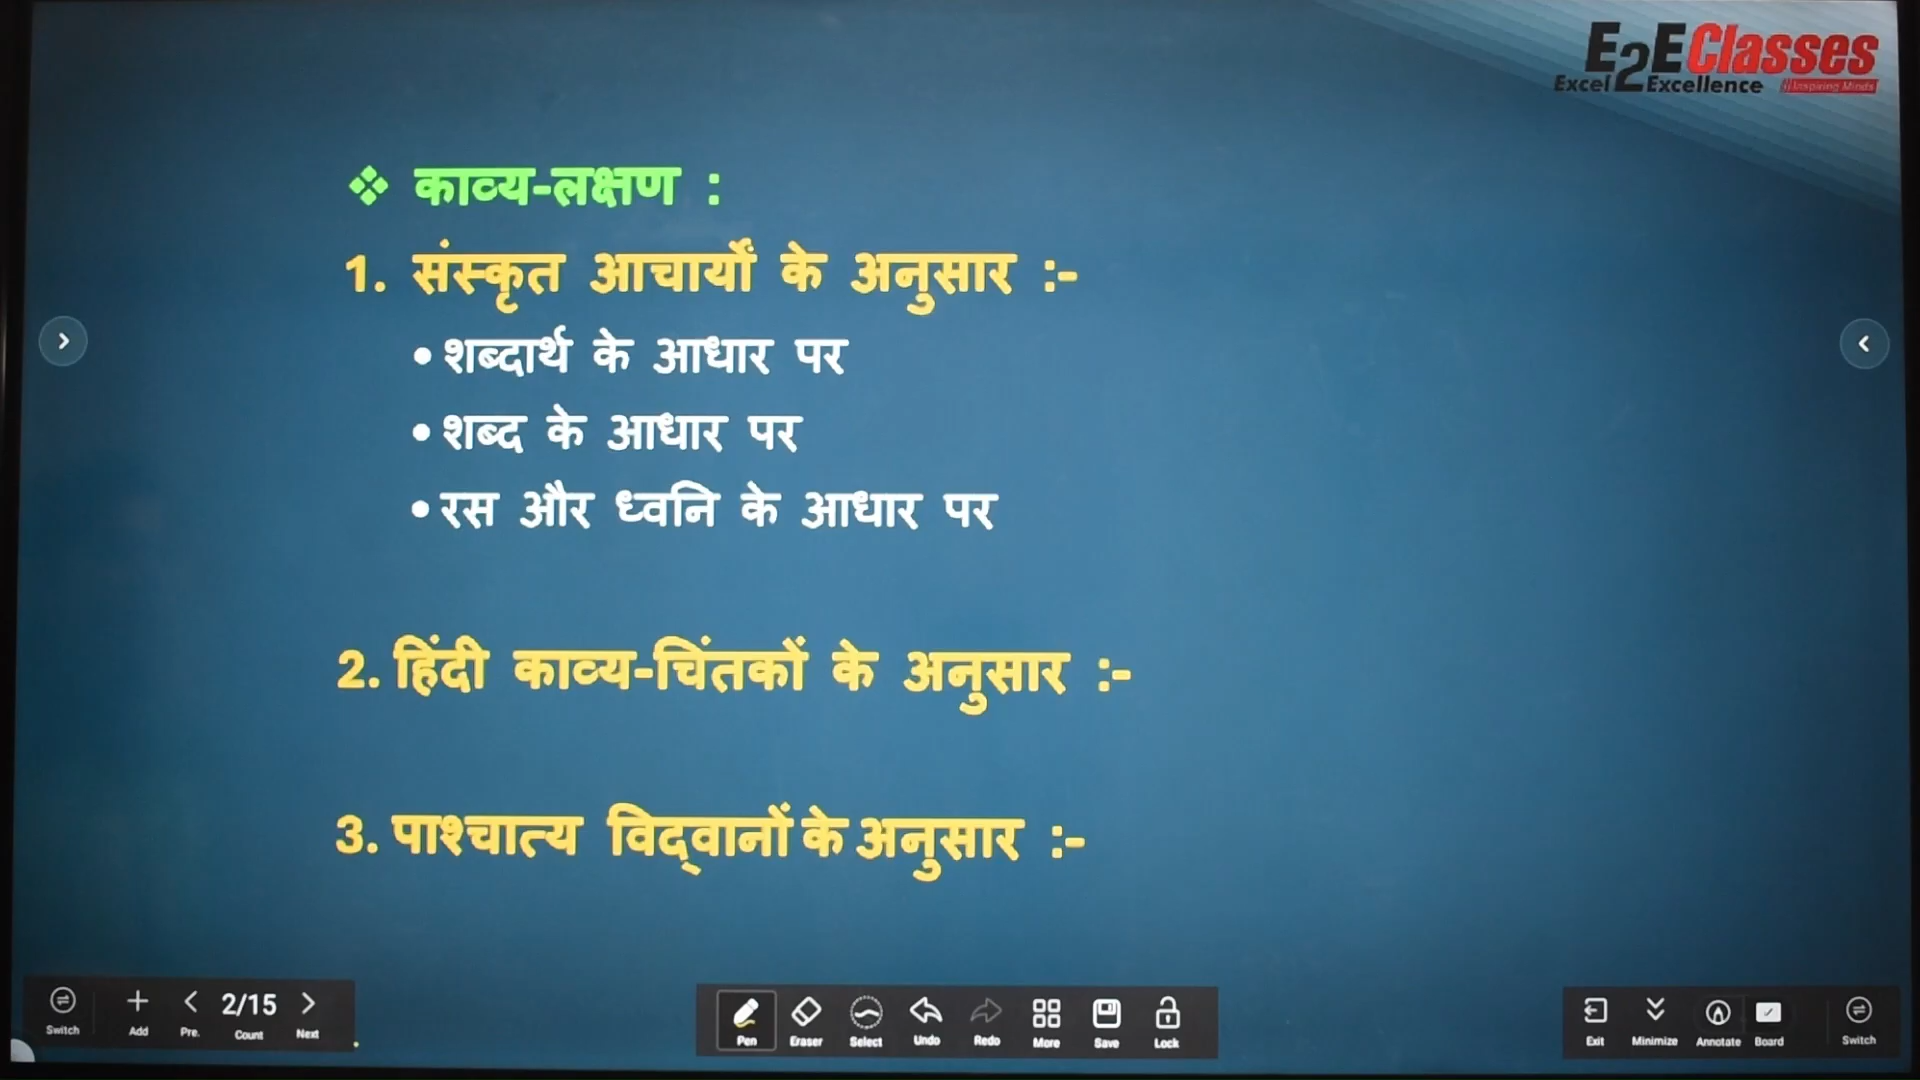 E2E Classes
Excel 2 Excellence // Inspiring Minds
❖ काव्य-लक्षण :
1. संस्कृत आचार्यों के अनुसार :-
• शब्दार्थ के आधार पर
• शब्द के आधार पर
• रस और ध्वनि के आधार पर
2. हिंदी काव्य-चिंतकों के अनुसार :-
3. पाश्चात्य विद्वानों के अनुसार :-
Switch Add Pre. 2/15 Count Next
Pen Eraser Select Undo Redo More Save Lock
Exit Minimize Annotate Board Switch